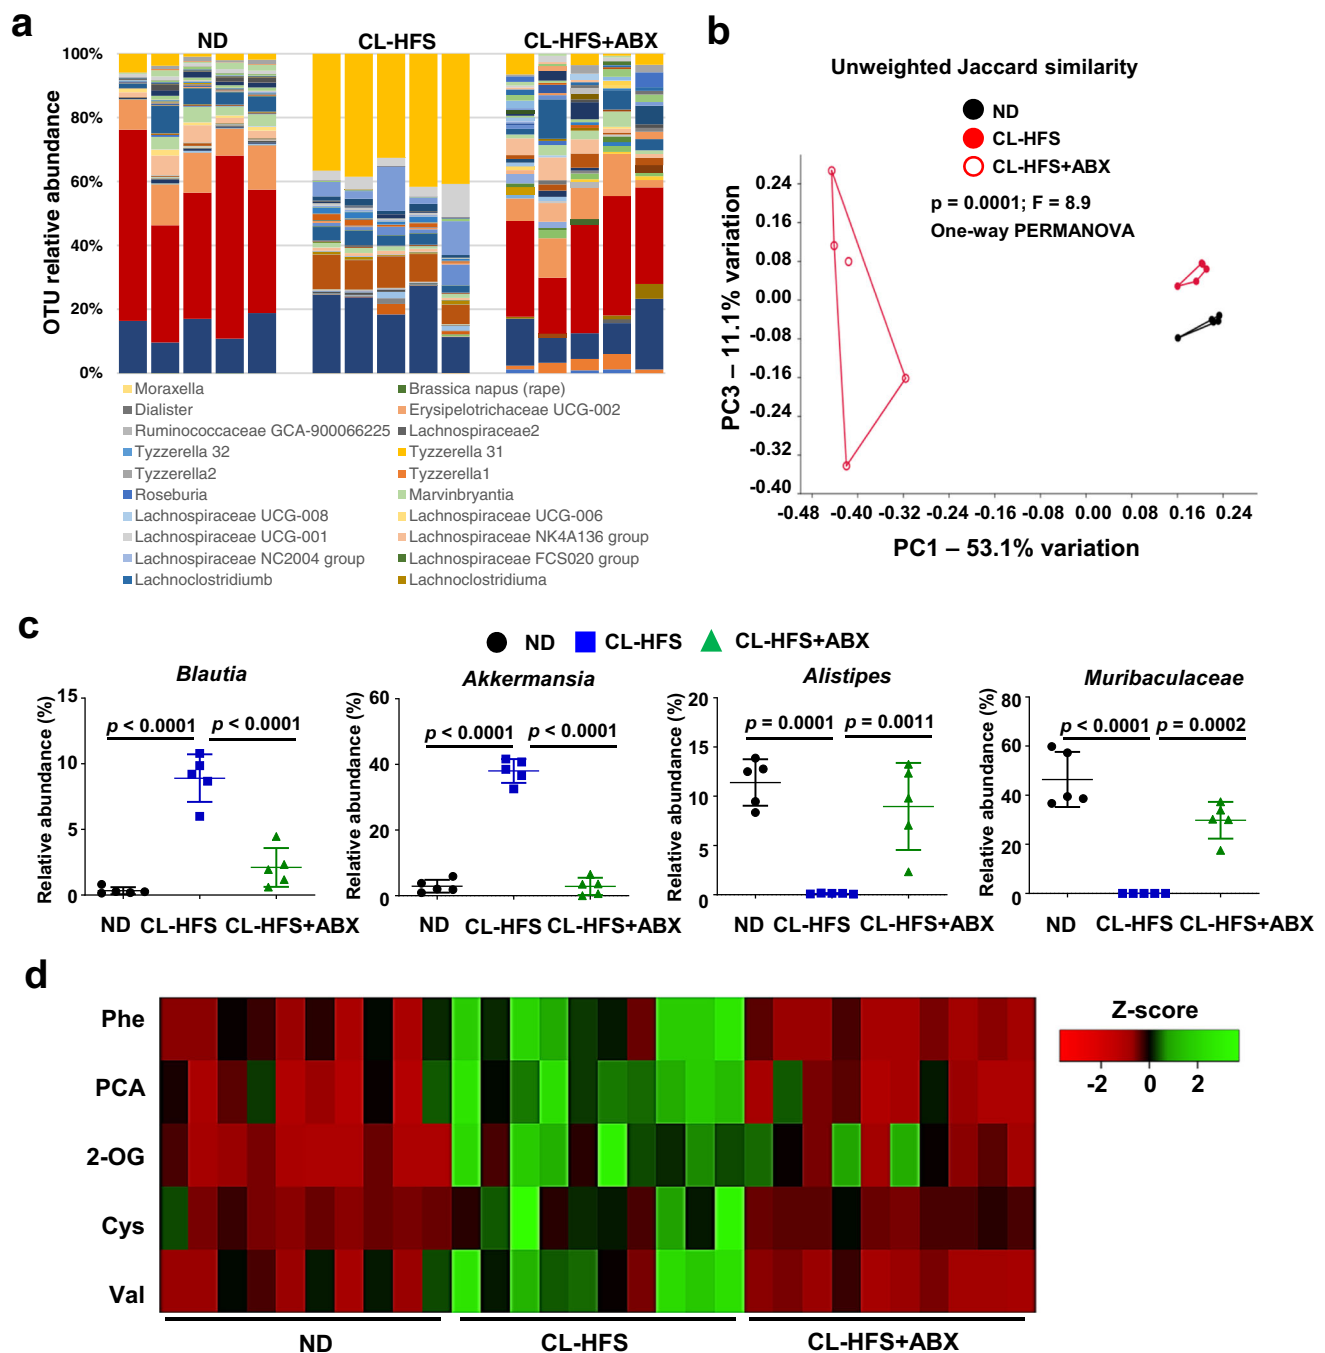 a
ND
CL-HFS
CL-HFS+ABX
OTU relative abundance
100%
80%
60%
40%
20%
0%
Moraxella
Brassica napus (rape)
Dialister
Erysipelotrichaceae UCG-002
Ruminococcaceae GCA-900066225
Lachnospiraceae2
Tyzzerella 32
Tyzzerella 31
Tyzzerella2
Tyzzerella1
Roseburia
Marvinbryantia
Lachnospiraceae UCG-008
Lachnospiraceae UCG-006
Lachnospiraceae UCG-001
Lachnospiraceae NK4A136 group
Lachnospiraceae NC2004 group
Lachnospiraceae FCS020 group
Lachnoclostridiumb
Lachnoclostridiuma
b
Unweighted Jaccard similarity
ND
CL-HFS
CL-HFS+ABX
p = 0.0001; F = 8.9
One-way PERMANOVA
PC3 – 11.1% variation
0.24
0.16
0.08
0.00
-0.08
-0.16
-0.24
-0.32
-0.40
-0.48 -0.40 -0.32 -0.24 -0.16 -0.08 0.00 0.08 0.16 0.24
PC1 – 53.1% variation
c
ND CL-HFS CL-HFS+ABX
Blautia
Relative abundance (%)
15
10
5
0
p < 0.0001 p < 0.0001
ND CL-HFS CL-HFS+ABX
Akkermansia
Relative abundance (%)
60
40
20
0
p < 0.0001 p < 0.0001
ND CL-HFS CL-HFS+ABX
Alistipes
Relative abundance (%)
20
15
10
5
0
p = 0.0001 p = 0.0011
ND CL-HFS CL-HFS+ABX
Muribaculaceae
Relative abundance (%)
80
60
40
20
0
p < 0.0001 p = 0.0002
ND CL-HFS CL-HFS+ABX
d
Phe
PCA
2-OG
Cys
Val
ND
CL-HFS
CL-HFS+ABX
Z-score
-2 0 2